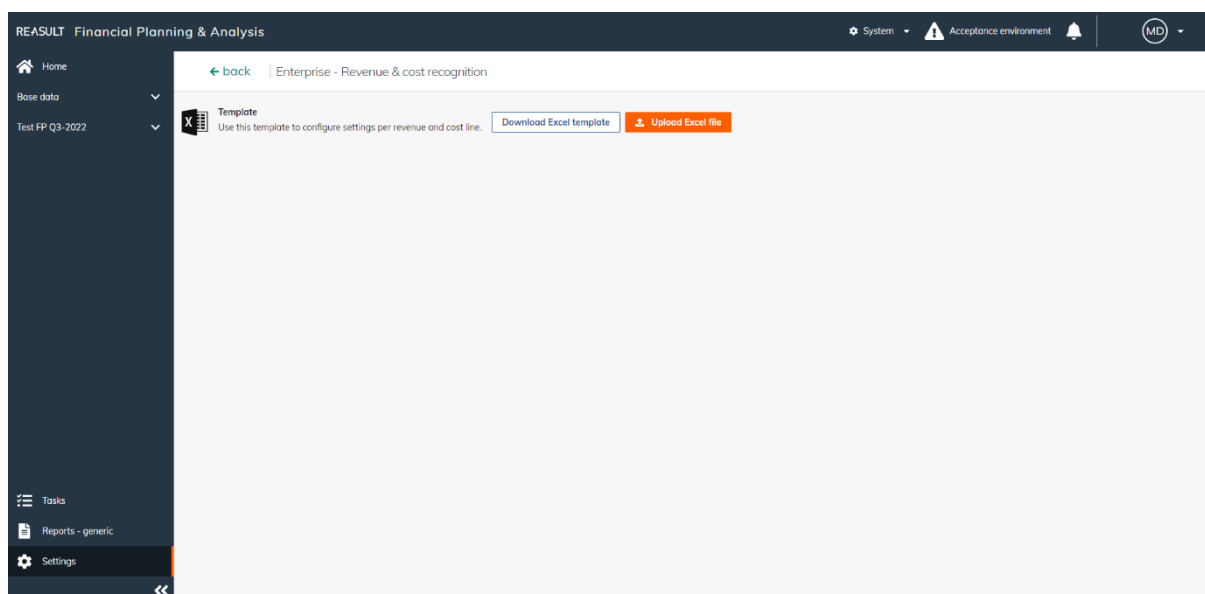 REASULT Financial Planning & Analysis
System
Acceptance environment
MD
Home
← back
Enterprise - Revenue & cost recognition
Base data
Test FP Q3-2022
Template
Use this template to configure settings per revenue and cost line.
Download Excel template
Upload Excel file
Tasks
Reports - generic
Settings